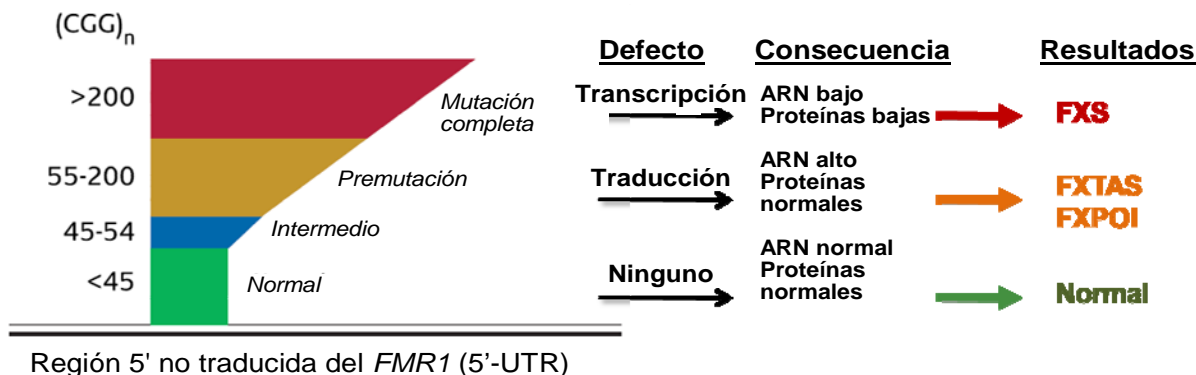 (CGG)n
>200
55-200
45-54
<45
Mutación
completa
Premutación
Intermedio
Normal
Región 5' no traducida del FMR1 (5'-UTR)
Defecto
Consecuencia
Resultados
Transcripción
ARN bajo
Proteínas bajas
FXS
Traducción
ARN alto
Proteínas
normales
FXTAS
FXPOI
Ninguno
ARN normal
Proteínas
normales
Normal